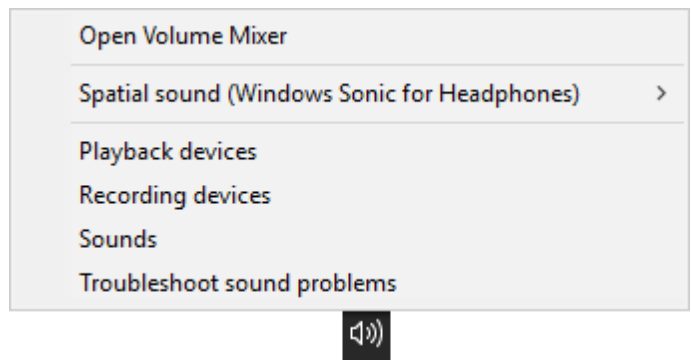 Open Volume Mixer
Spatial sound (Windows Sonic for Headphones)
Playback devices
Recording devices
Sounds
Troubleshoot sound problems